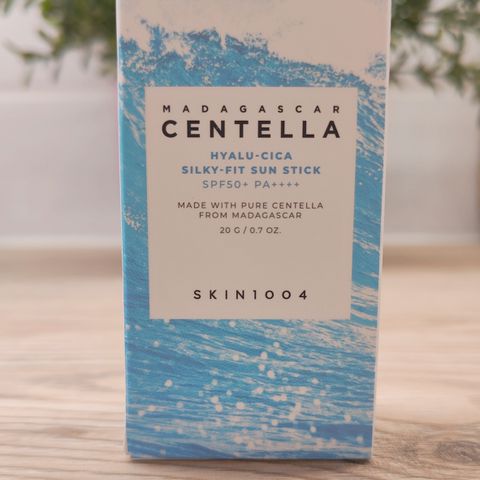 MADAGASCAR
CENTELLA
HYALU-CICA
SILKY-FIT SUN STICK
SPF50+ PA++++
MADE WITH PURE CENTELLA
FROM MADAGASCAR
20 G / 0.7 OZ.
SKIN1004